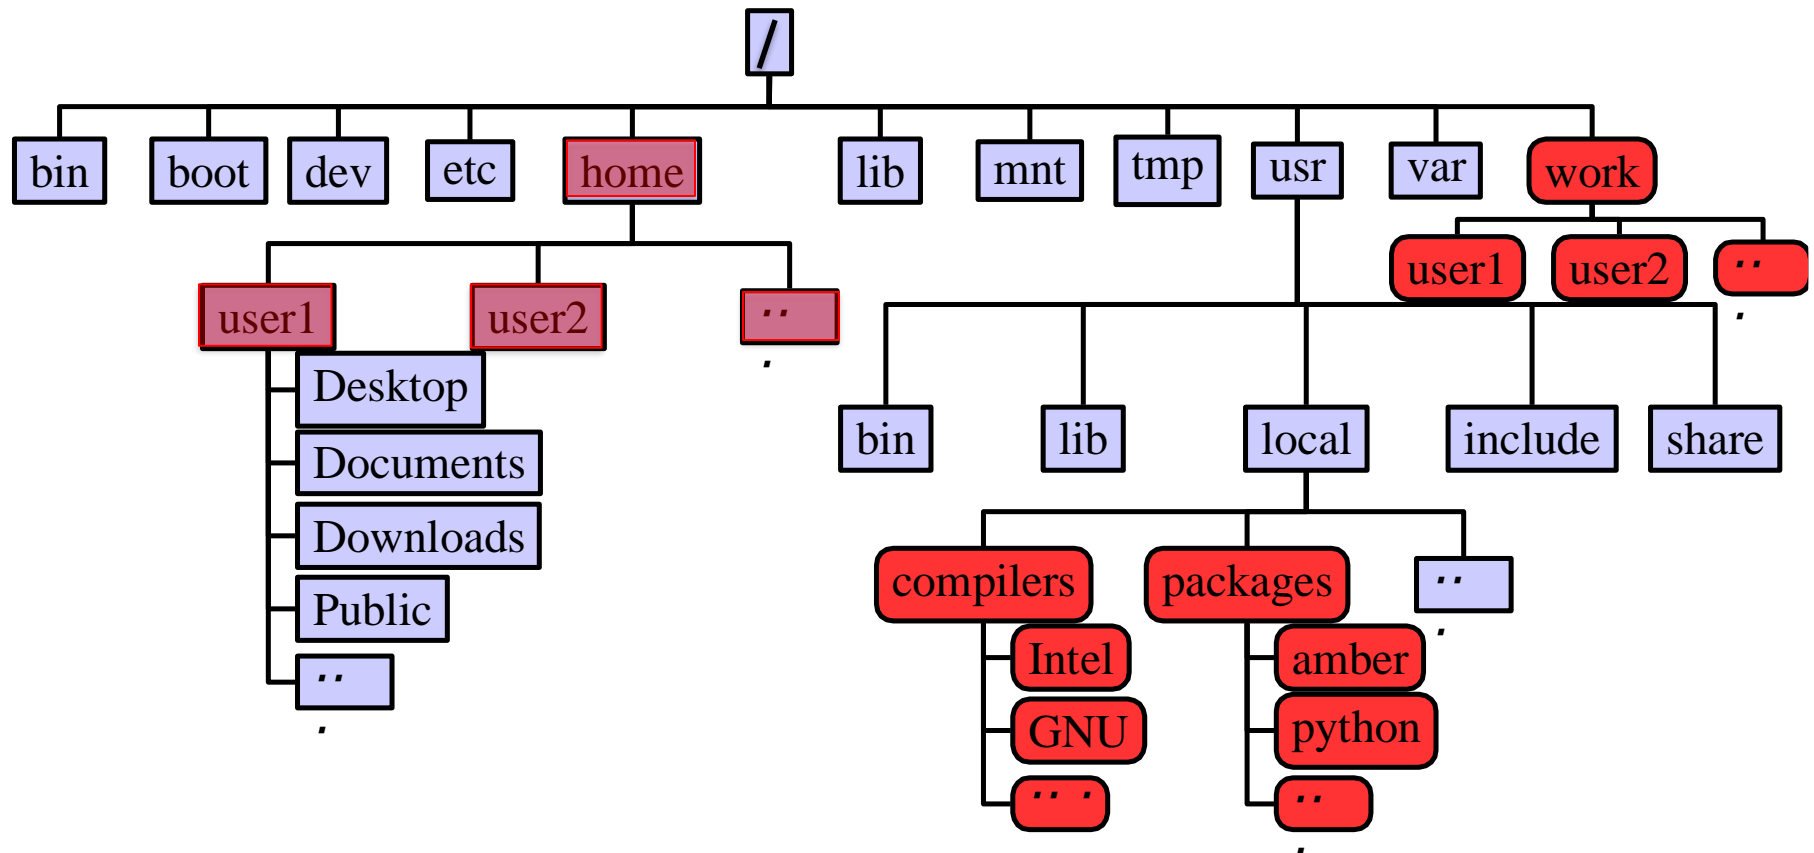 /
bin boot dev etc home lib mnt tmp usr var work
user1 user2 ...
user1 user2 ...
Desktop
Documents
Downloads
Public
...
bin lib local include share
compilers packages ...
Intel
GNU
...
amber
python
...